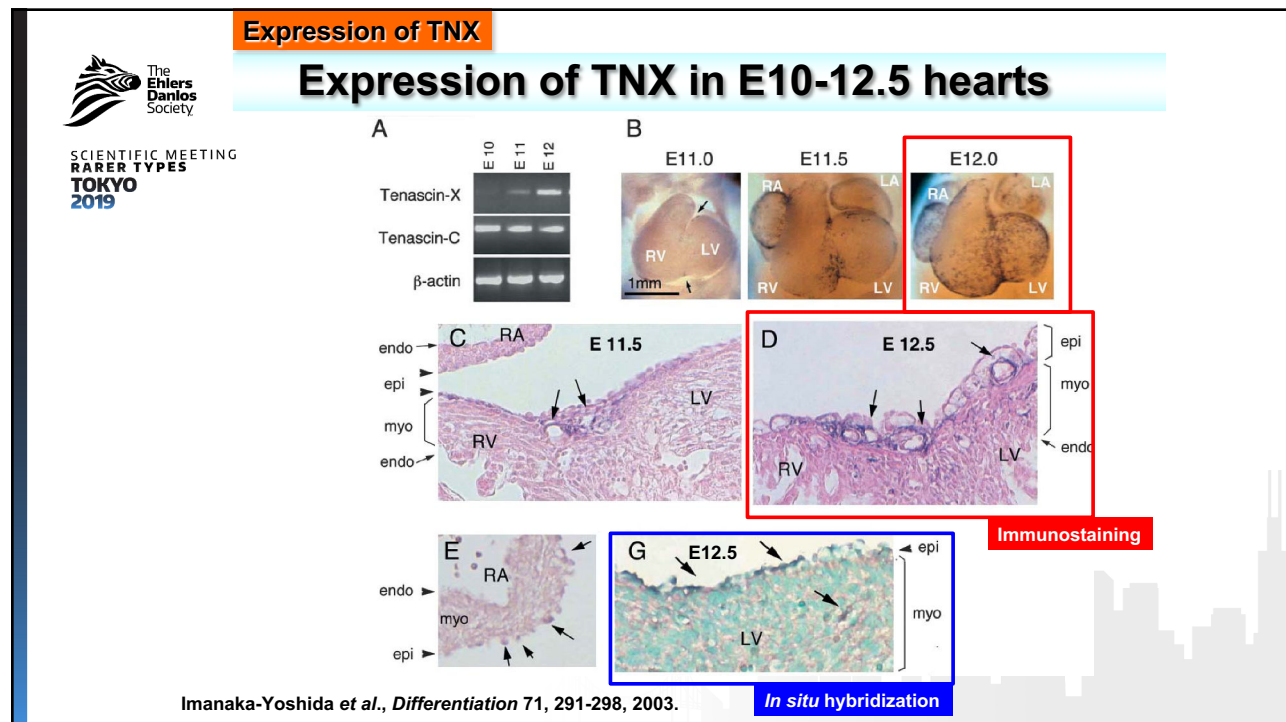 Expression of TNX
Expression of TNX in E10-12.5 hearts
The
Ehlers
Danlos
Society.
SCIENTIFIC MEETING
RARER TYPES
TOKYO
2019
A
E 10
E 11
E 12
Tenascin-X
Tenascin-C
β-actin
B
E11.0
E11.5
E12.0
RV
LV
1mm
RA
LA
RV
LV
RA
LA
RV
LV
C
RA
E 11.5
endo
epi
myo
endo
RV
LV
D
E 12.5
epi
myo
endo
RV
LV
Immunostaining
E
RA
endo
myo
epi
G
E12.5
epi
myo
LV
In situ hybridization
Imanaka-Yoshida et al., Differentiation 71, 291-298, 2003.